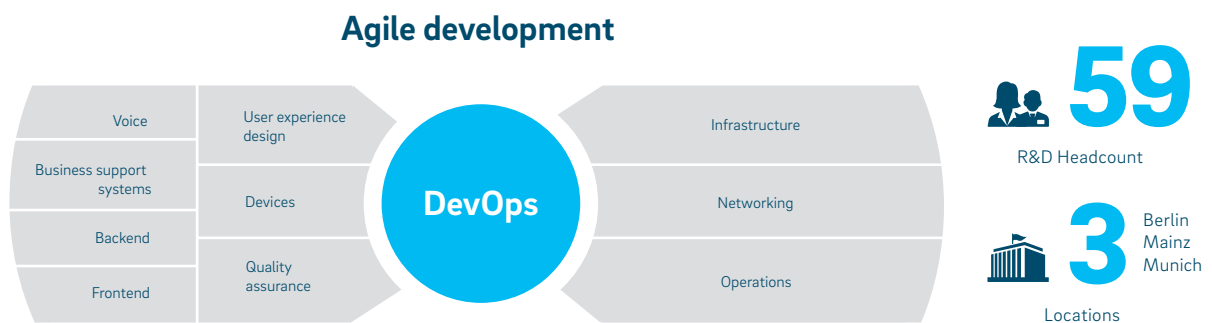 Agile development
Voice
Business support
systems
Backend
Frontend
User experience
design
Devices
Quality
assurance
DevOps
Infrastructure
Networking
Operations
59
R&D Headcount
3
Berlin
Mainz
Munich
Locations